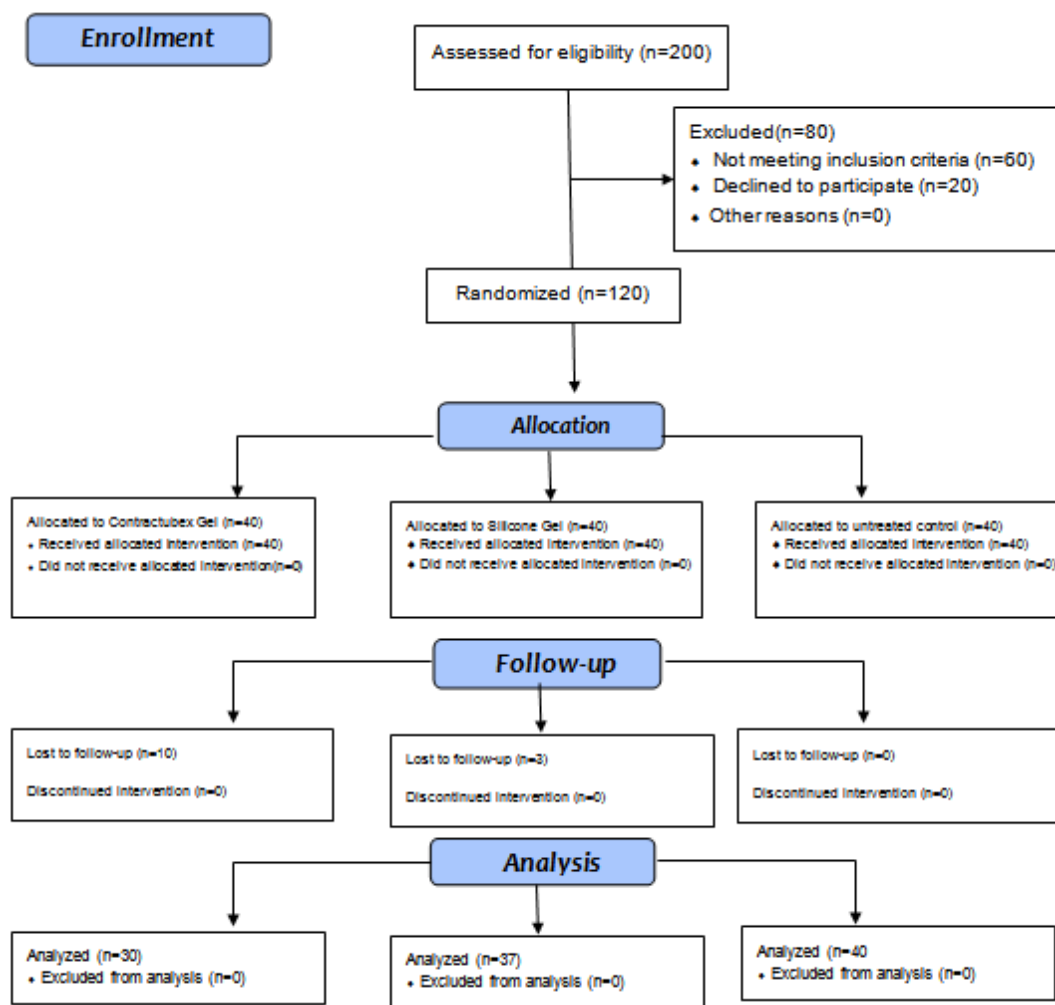 Enrollment
Assessed for eligibility (n=200)
Excluded(n=80)
♦ Not meeting inclusion criteria (n=60)
♦ Declined to participate (n=20)
♦ Other reasons (n=0)
Randomized (n=120)
Allocation
Allocated to Contractubex Gel (n=40)
♦ Received allocated intervention (n=40)
♦ Did not receive allocated intervention(n=0)
Allocated to Silicone Gel (n=40)
♦ Received allocated intervention (n=40)
♦ Did not receive allocated intervention (n=0)
Allocated to untreated control (n=40)
♦ Received allocated intervention (n=40)
♦ Did not receive allocated intervention (n=0)
Follow-up
Lost to follow-up (n=10)
Discontinued intervention (n=0)
Lost to follow-up (n=3)
Discontinued intervention (n=0)
Lost to follow-up (n=0)
Discontinued intervention (n=0)
Analysis
Analyzed (n=30)
♦ Excluded from analysis (n=0)
Analyzed (n=37)
♦ Excluded from analysis (n=0)
Analyzed (n=40
♦ Excluded from analysis (n=0)